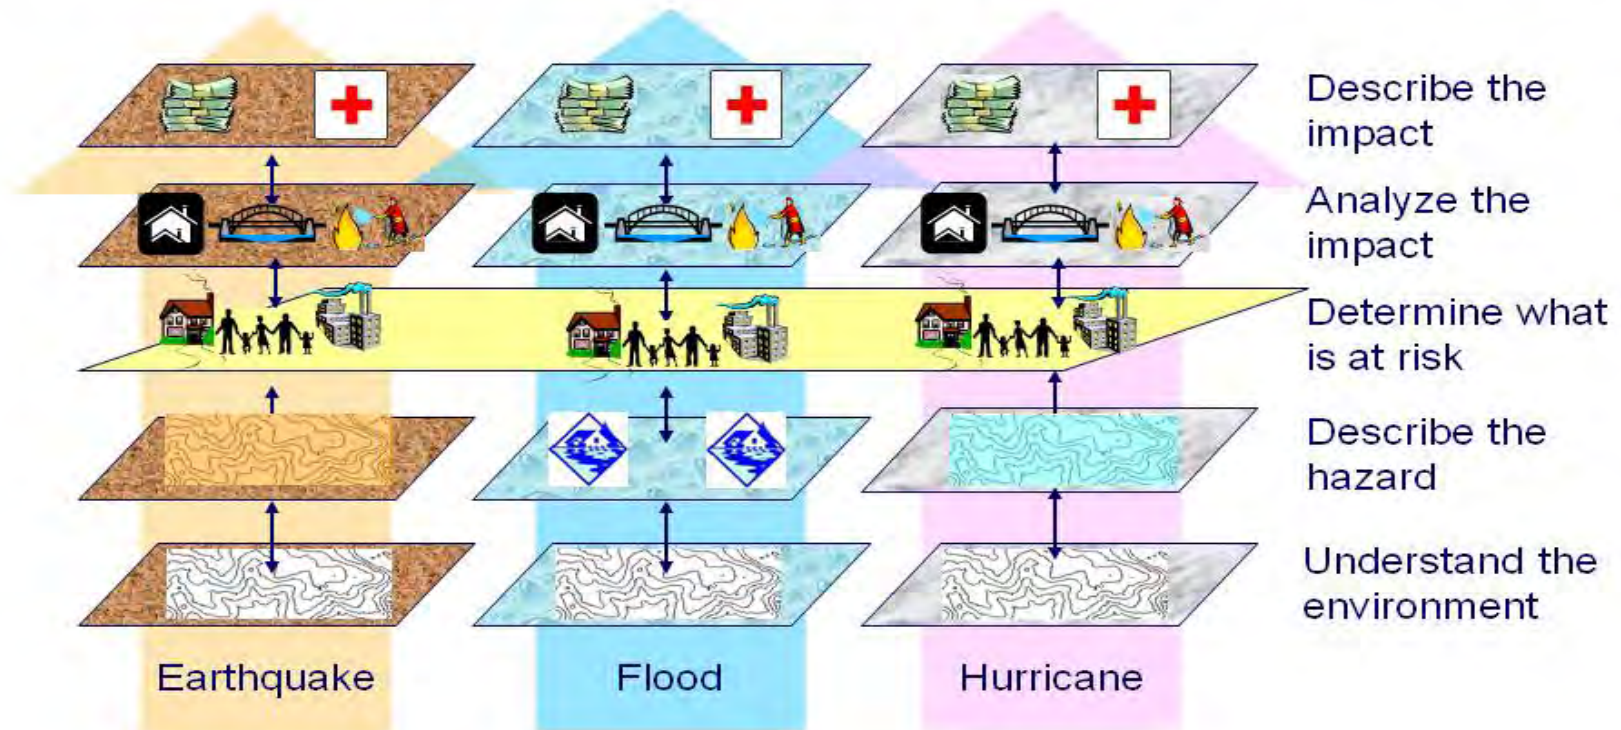 Describe the
impact
Analyze the
impact
Determine what
is at risk
Describe the
hazard
Understand the
environment
Earthquake
Flood
Hurricane